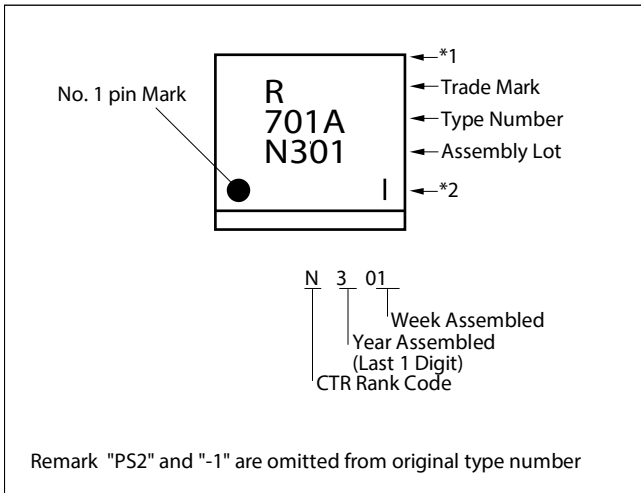 *1
No. 1 pin Mark
R
Trade Mark
701A
Type Number
N301
Assembly Lot
I
*2
N 3 01
Week Assembled
Year Assembled
(Last 1 Digit)
CTR Rank Code
Remark "PS2" and "-1" are omitted from original type number